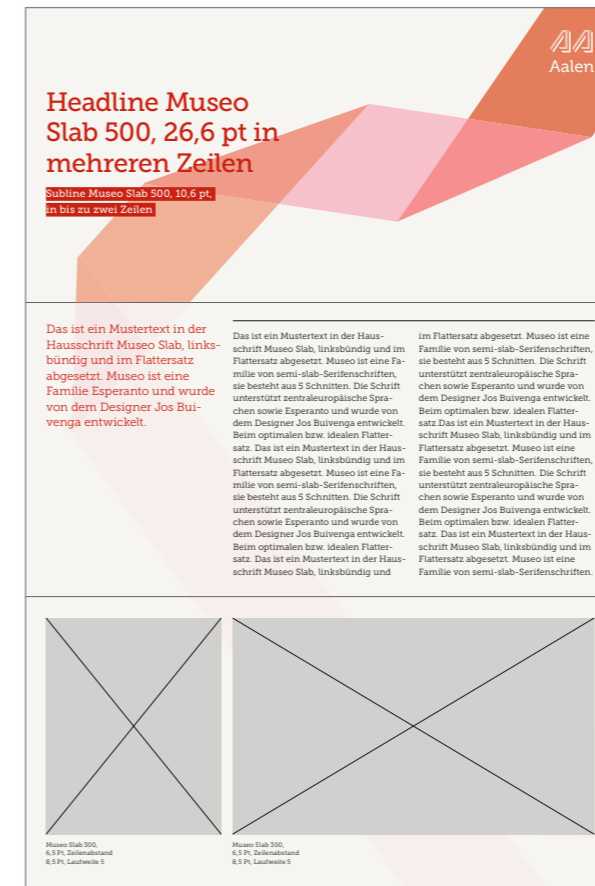 AA
Aalen
Headline Museo
Slab 500, 26,6 pt in
mehreren Zeilen
Subline Museo Slab 500, 10,6 pt,
in bis zu zwei Zeilen
Das ist ein Mustertext in der
Hausschrift Museo Slab, links-
bündig und im Flattersatz
abgesetzt. Museo ist eine
Familie Esperanto und wurde
von dem Designer Jos Bui-
venga entwickelt.
Das ist ein Mustertext in der Haus-
schrift Museo Slab, linksbündig und im
Flattersatz abgesetzt. Museo ist eine Fa-
milie von semi-slab-Serifenschriften,
sie besteht aus 5 Schnitten. Die Schrift
unterstützt zentraleuropäische Spra-
chen sowie Esperanto und wurde von
dem Designer Jos Buivenga entwickelt.
Beim optimalen bzw. idealen Flatter-
satz. Das ist ein Mustertext in der Haus-
schrift Museo Slab, linksbündig und im
Flattersatz abgesetzt. Museo ist eine Fa-
milie von semi-slab-Serifenschriften,
sie besteht aus 5 Schnitten. Die Schrift
unterstützt zentraleuropäische Spra-
chen sowie Esperanto und wurde von
dem Designer Jos Buivenga entwickelt.
Beim optimalen bzw. idealen Flatter-
satz. Das ist ein Mustertext in der Haus-
schrift Museo Slab, linksbündig und
im Flattersatz abgesetzt. Museo ist eine
Familie von semi-slab-Serifenschriften,
sie besteht aus 5 Schnitten. Die Schrift
unterstützt zentraleuropäische Spra-
chen sowie Esperanto und wurde von
dem Designer Jos Buivenga entwickelt.
Beim optimalen bzw. idealen Flatter-
satz.Das ist ein Mustertext in der Haus-
schrift Museo Slab, linksbündig und im
Flattersatz abgesetzt. Museo ist eine
Familie von semi-slab-Serifenschriften,
sie besteht aus 5 Schnitten. Die Schrift
unterstützt zentraleuropäische Spra-
chen sowie Esperanto und wurde von
dem Designer Jos Buivenga entwickelt.
Beim optimalen bzw. idealen Flatter-
satz. Das ist ein Mustertext in der Haus-
schrift Museo Slab, linksbündig und im
Flattersatz abgesetzt. Museo ist eine
Familie von semi-slab-Serifenschriften.
Museo Slab 300,
6,5 Pt, Zeilenabstand
8,5 Pt, Laufweite 5
Museo Slab 300,
6,5 Pt, Zeilenabstand
8,5 Pt, Laufweite 5